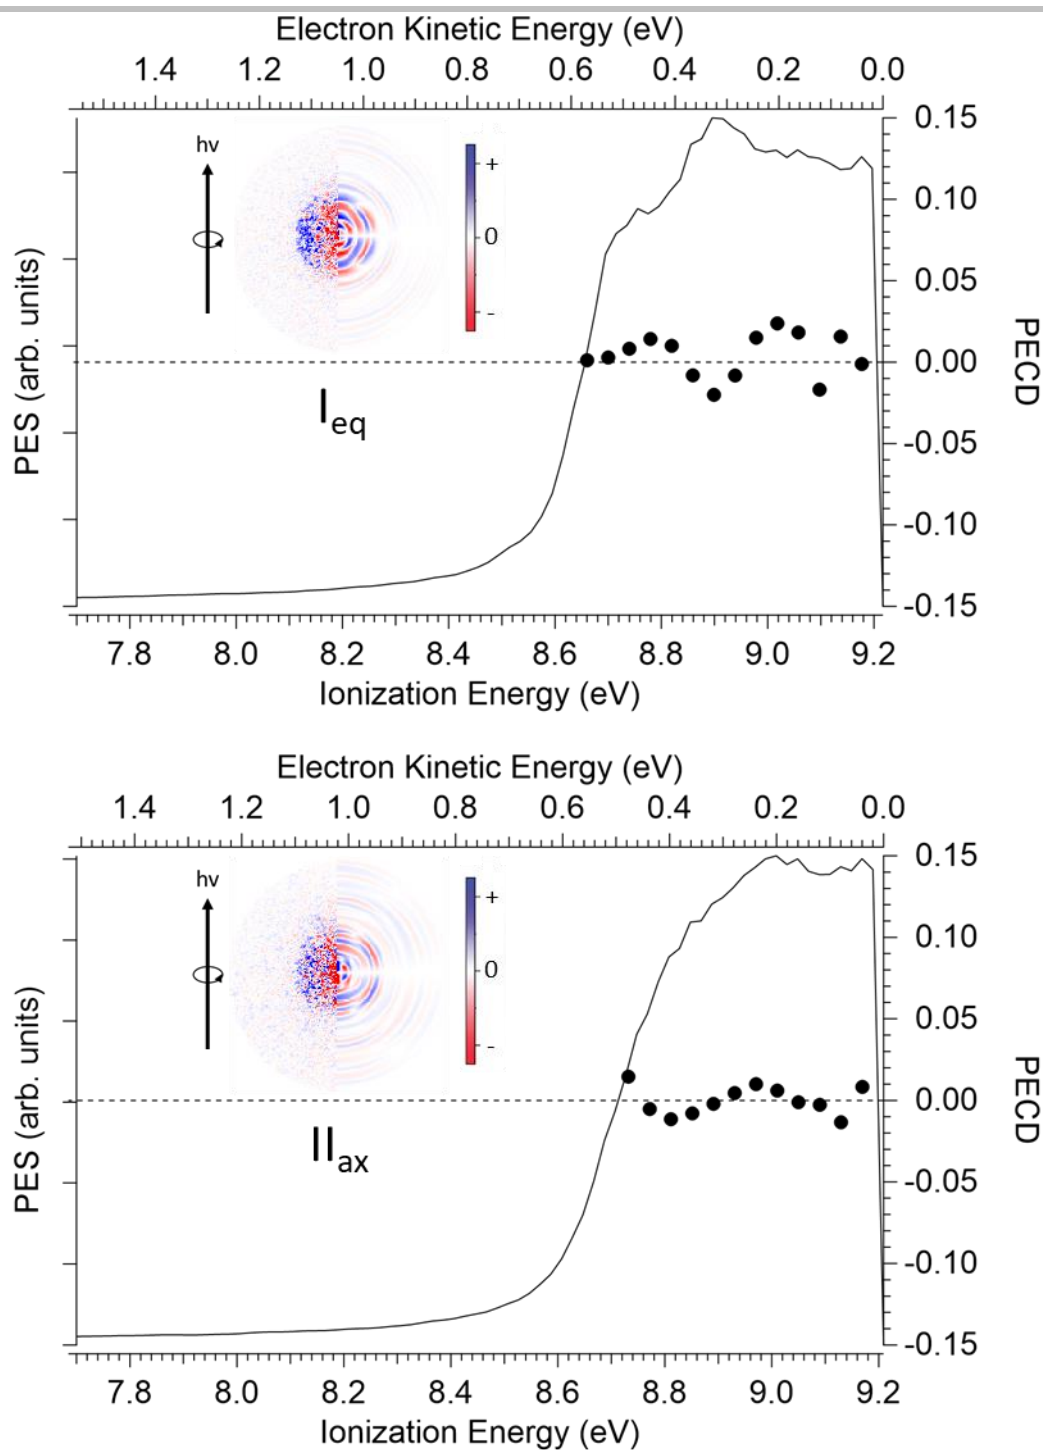 Electron Kinetic Energy (eV)
1.4 1.2 1.0 0.8 0.6 0.4 0.2 0.0
0.15
hν
+
0.10
0
0.05
-
0.00
PES (arb. units)
PECD
I_eq
-0.05
-0.10
-0.15
7.8 8.0 8.2 8.4 8.6 8.8 9.0 9.2
Ionization Energy (eV)
Electron Kinetic Energy (eV)
1.4 1.2 1.0 0.8 0.6 0.4 0.2 0.0
0.15
hν
+
0.10
0
0.05
-
0.00
PES (arb. units)
PECD
II_ax
-0.05
-0.10
-0.15
7.8 8.0 8.2 8.4 8.6 8.8 9.0 9.2
Ionization Energy (eV)